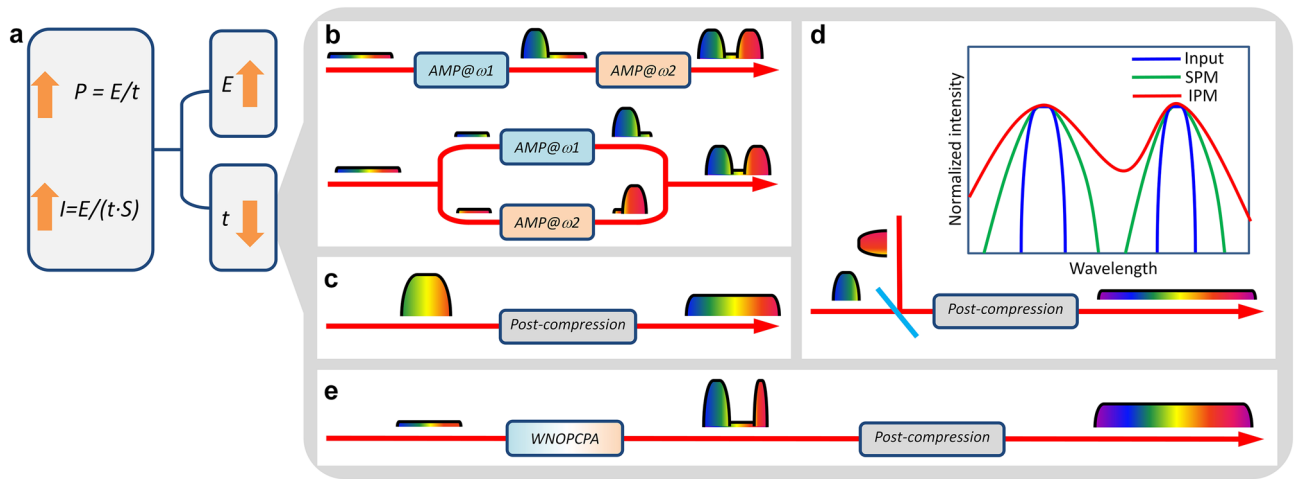 a
P = E/t
I=E/(t·S)
E
t
b
AMP@ω1
AMP@ω2
AMP@ω1
AMP@ω2
c
Post-compression
d
Normalized intensity
Input
SPM
IPM
Wavelength
Post-compression
e
WNOPCPA
Post-compression